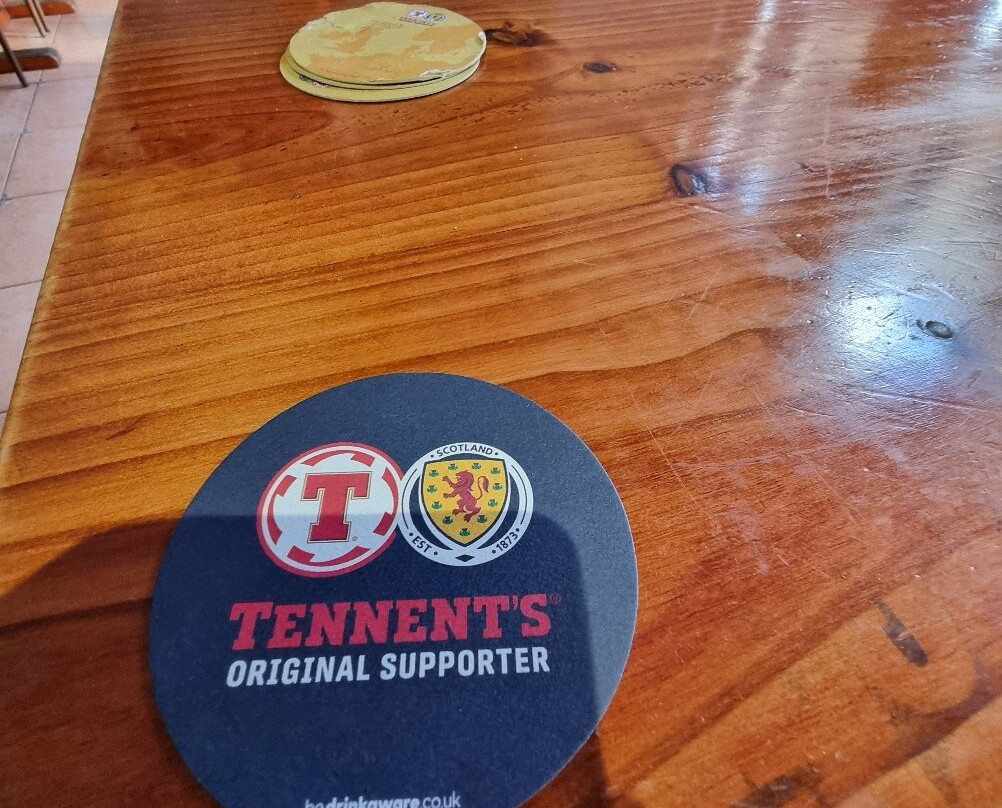 T
SCOTLAND
EST 1873
TENNENT'S®
ORIGINAL SUPPORTER
bedrinkaware.co.uk